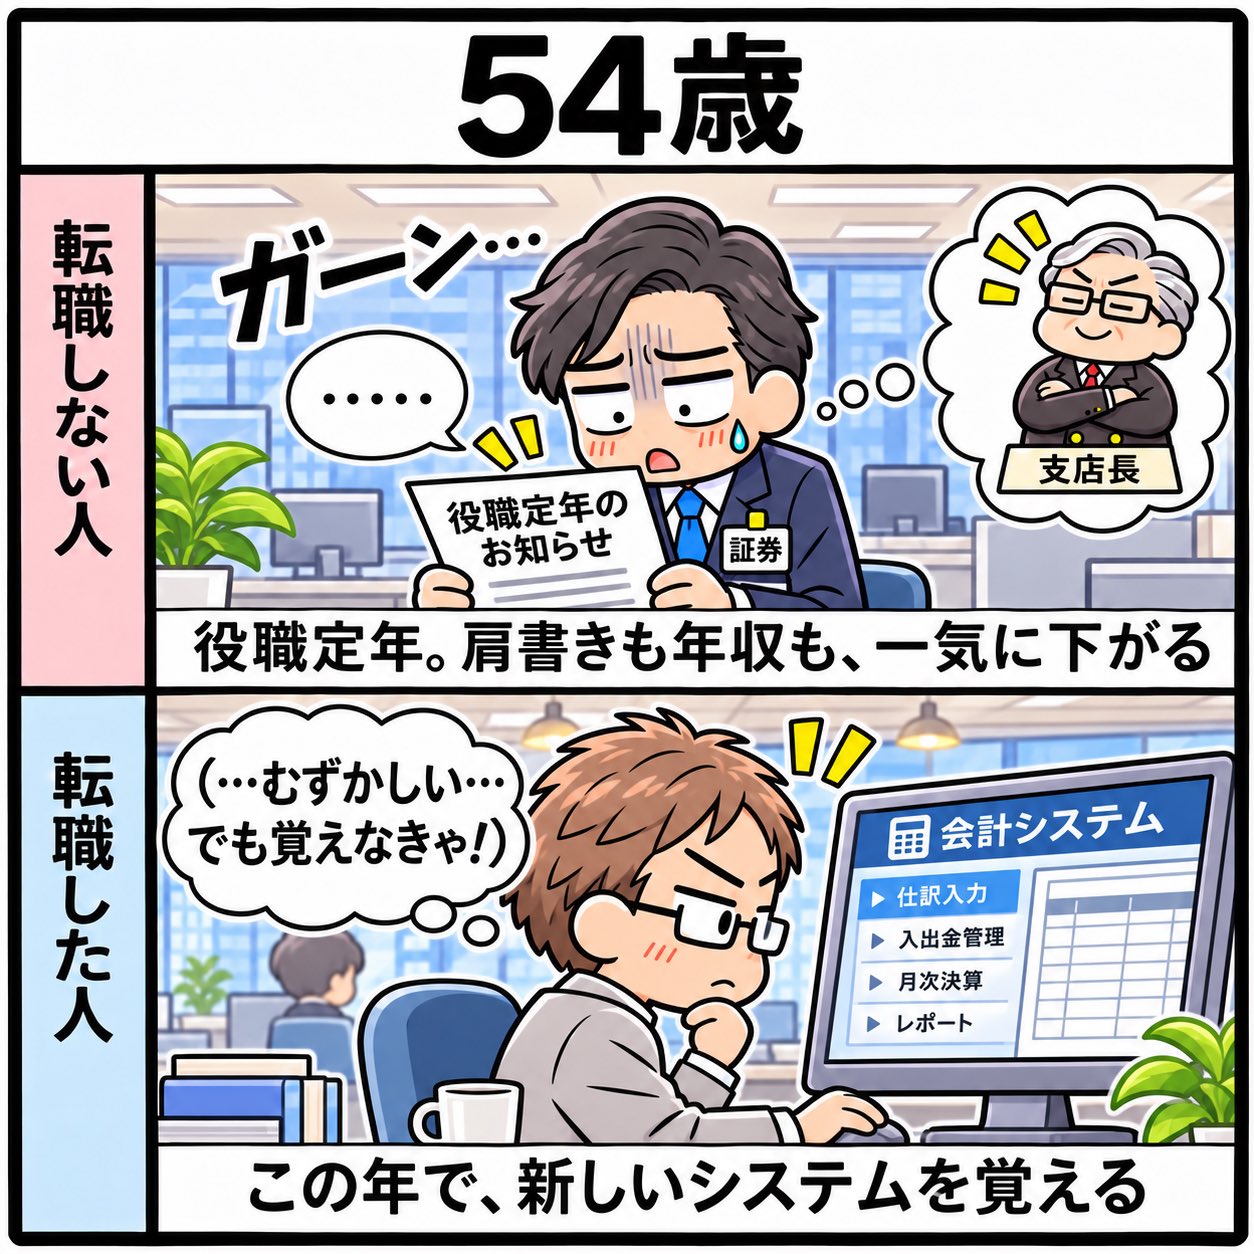 54歳
転職しない人
ガーン…
.....
役職定年の
お知らせ
証券
支店長
役職定年。肩書きも年収も、一気に下がる
転職した人
(…むずかしい…
でも覚えなきゃ!)
会計システム
▶ 仕訳入力
▶ 入出金管理
▶ 月次決算
▶ レポート
この年で、新しいシステムを覚える